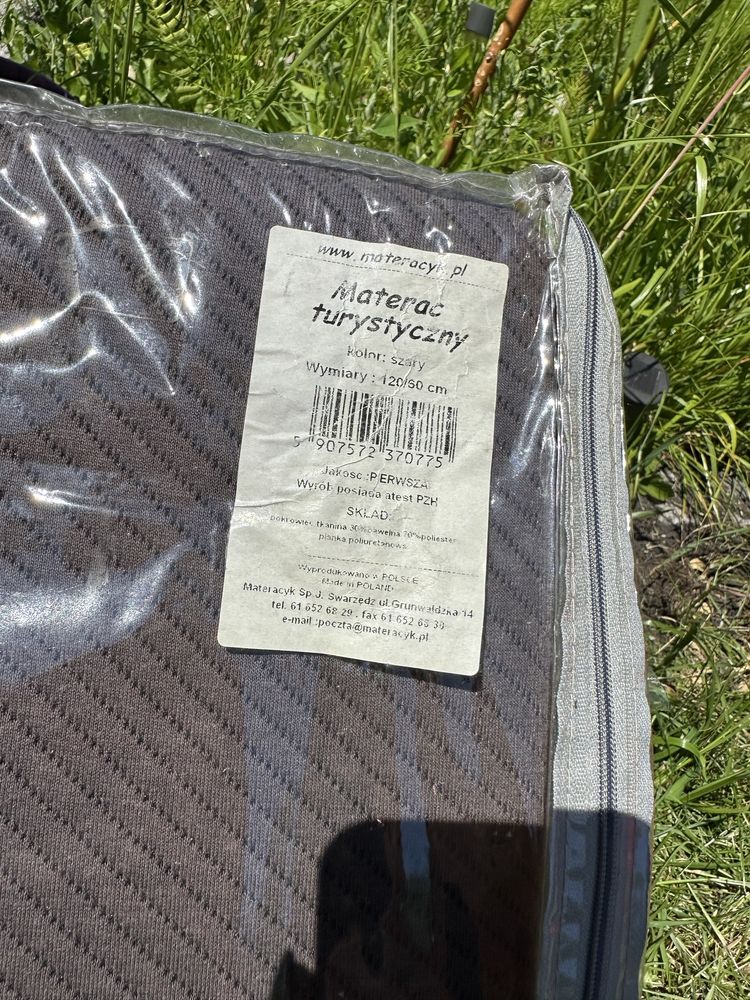 www.materacyk.pl
Materac
turystyczny
kolor: szary
Wymiary : 120/60 cm
5 907572 370775
Jakość :PIERWSZA
Wyrób posiada atest PZH
SKŁAD:
pokrowiec tkanina 30%bawełna 70%poliester
pianka poliuretanowa
Wyprodukowano w POLSCE
Made in POLAND
Materacyk Sp.J. Swarzędz ul.Grunwaldzka 14
tel. 61 652 68 29 , fax 61 652 66 38
e-mail :poczta@materacyk.pl